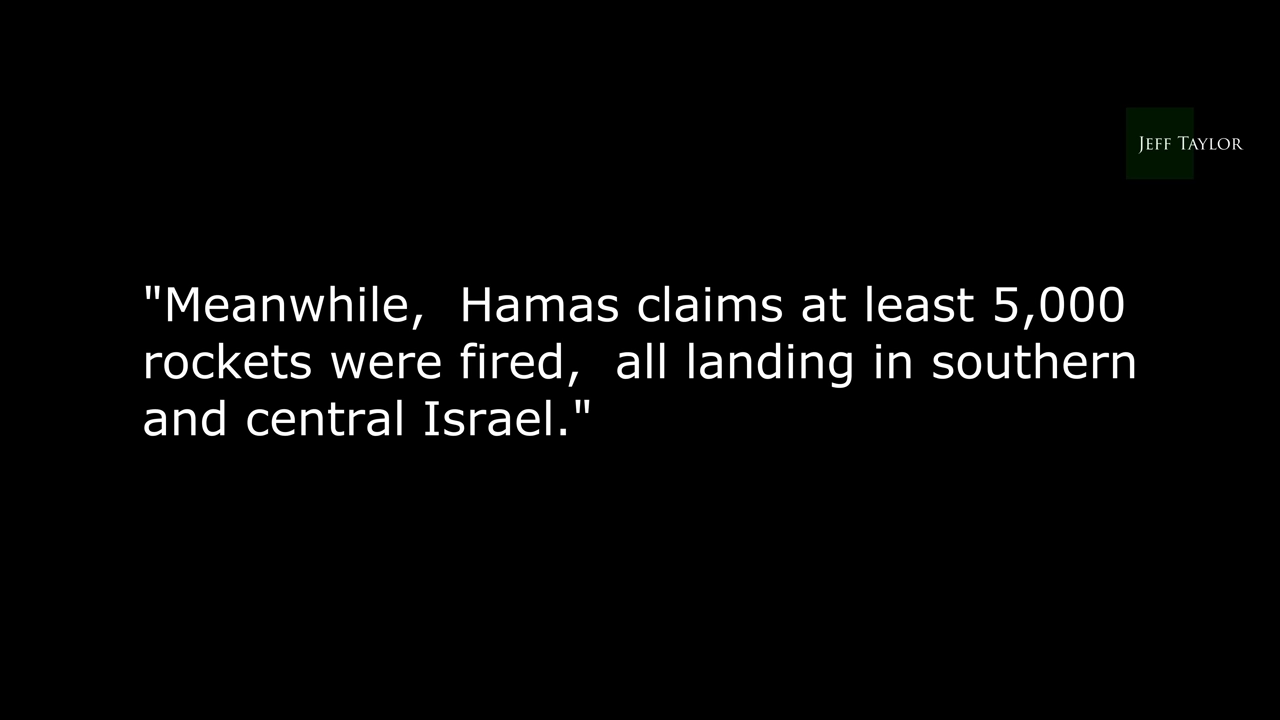 Jeff Taylor
"Meanwhile,  Hamas claims at least 5,000
rockets were fired,  all landing in southern
and central Israel."